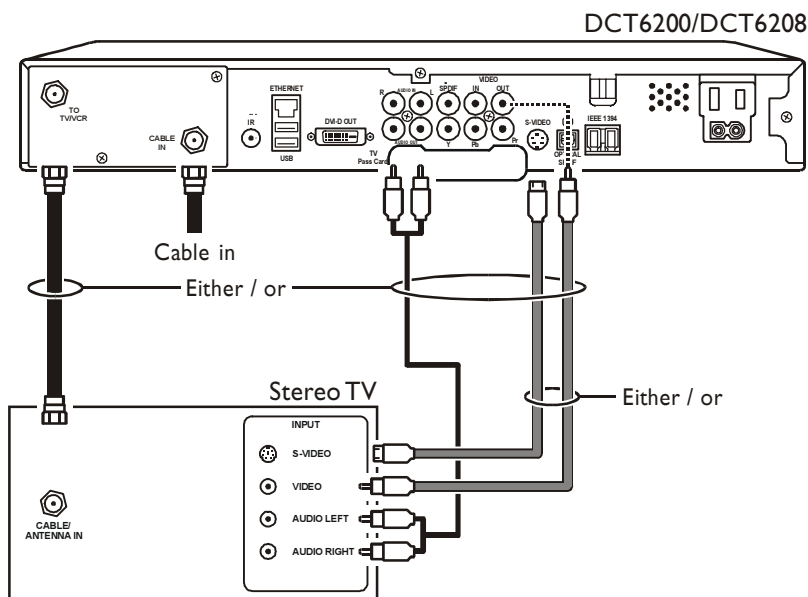 DCT6200/DCT6208
TO
TV/VCR
CABLE
IN
IR
ETHERNET
USB
DVI-D OUT
R
AUDIO IN
L
SPDIF
VIDEO
IN
OUT
AUDIO OUT
Y
Pb
Pr
TV
Pass Card
S-VIDEO
IEEE 1394
Cable in
Either / or
Either / or
Stereo TV
INPUT
S-VIDEO
VIDEO
AUDIO LEFT
AUDIO RIGHT
CABLE/
ANTENNA IN